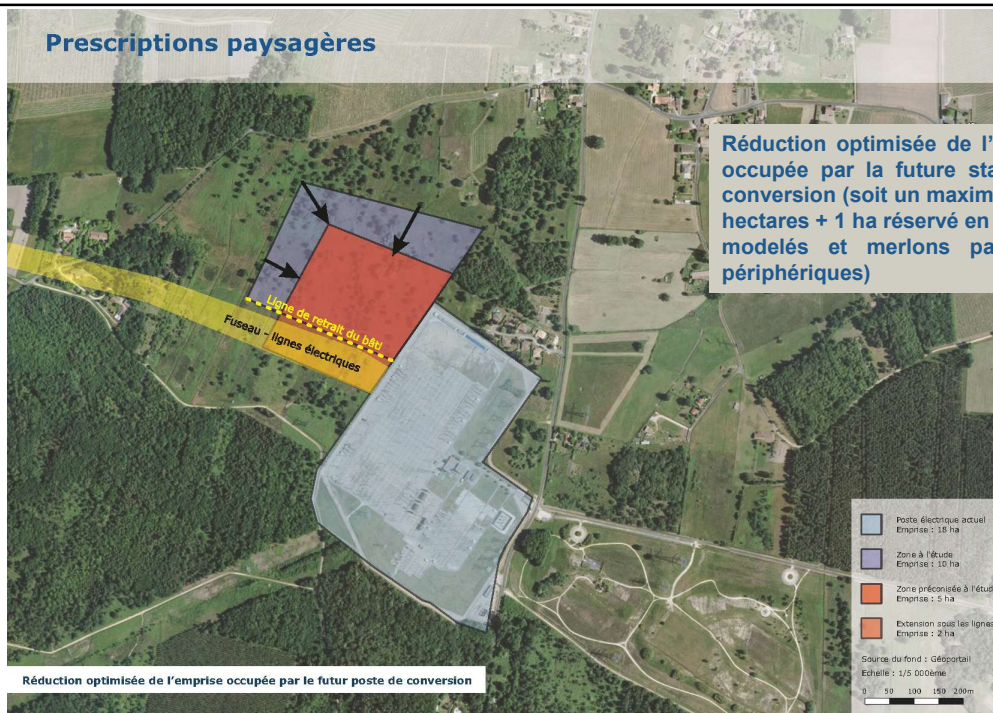 Prescriptions paysagères
Réduction optimisée de l’
occupée par la future sta
conversion (soit un maxim
hectares + 1 ha réservé en
modelés et merlons pa
périphériques)
Ligne de retrait du bâti
Fuseau - lignes électriques
Poste électrique actuel
Emprise : 18 ha
Zone à l'étude
Emprise : 10 ha
Zone préconisée à l'étud
Emprise : 5 ha
Extension sous les lignes
Emprise : 2 ha
Source du fond : Géoportail
Echelle : 1/5 000ème
0 50 100 150 200m
Réduction optimisée de l’emprise occupée par le futur poste de conversion